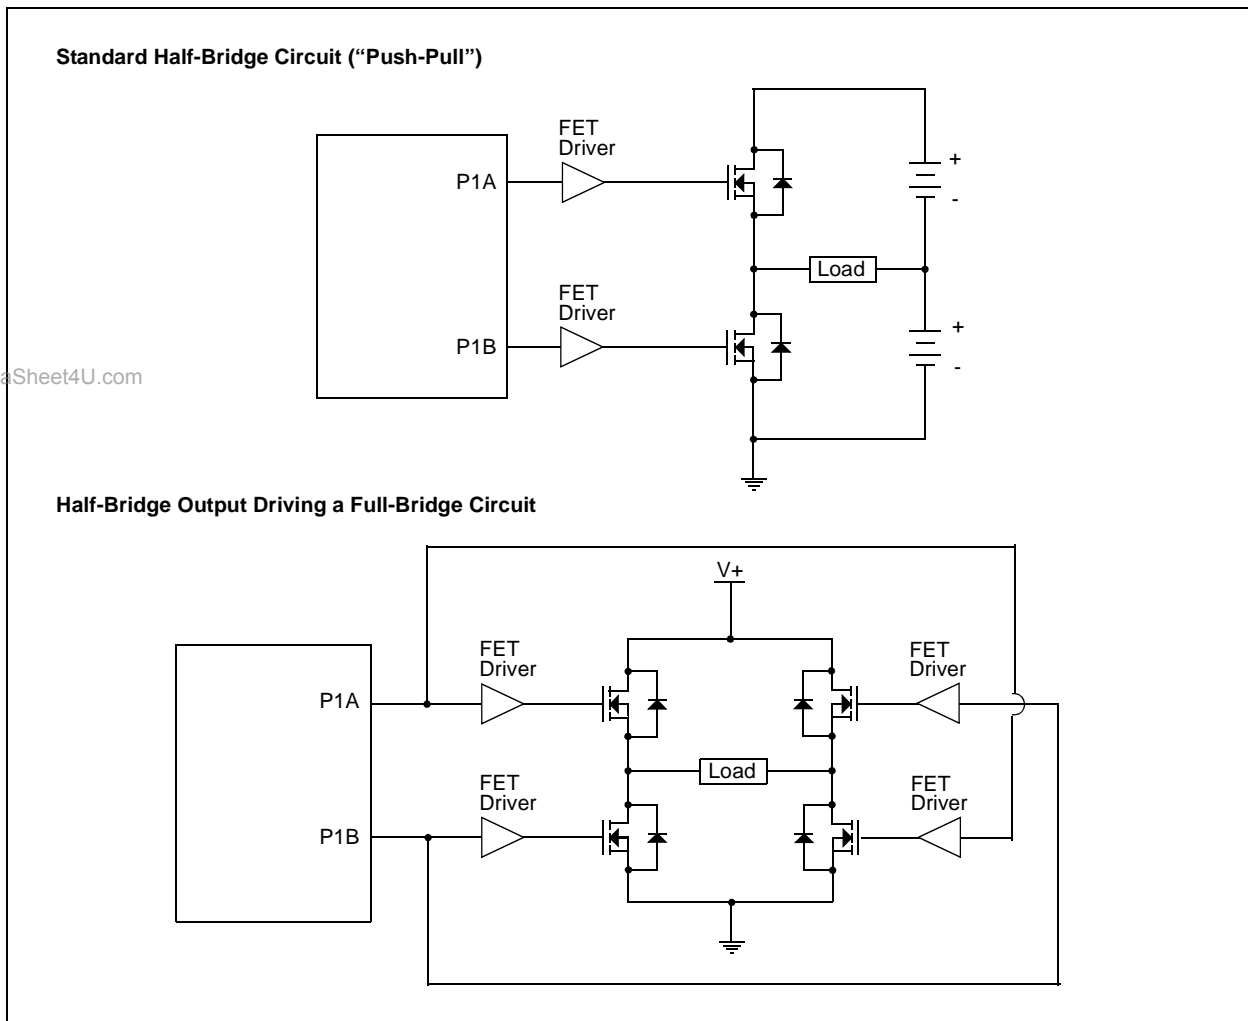 Standard Half-Bridge Circuit (“Push-Pull”)
FET
Driver
P1A
+
-
Load
FET
Driver
P1B
+
-
aSheet4U.com
Half-Bridge Output Driving a Full-Bridge Circuit
V+
FET
Driver
FET
Driver
P1A
Load
FET
Driver
FET
Driver
P1B